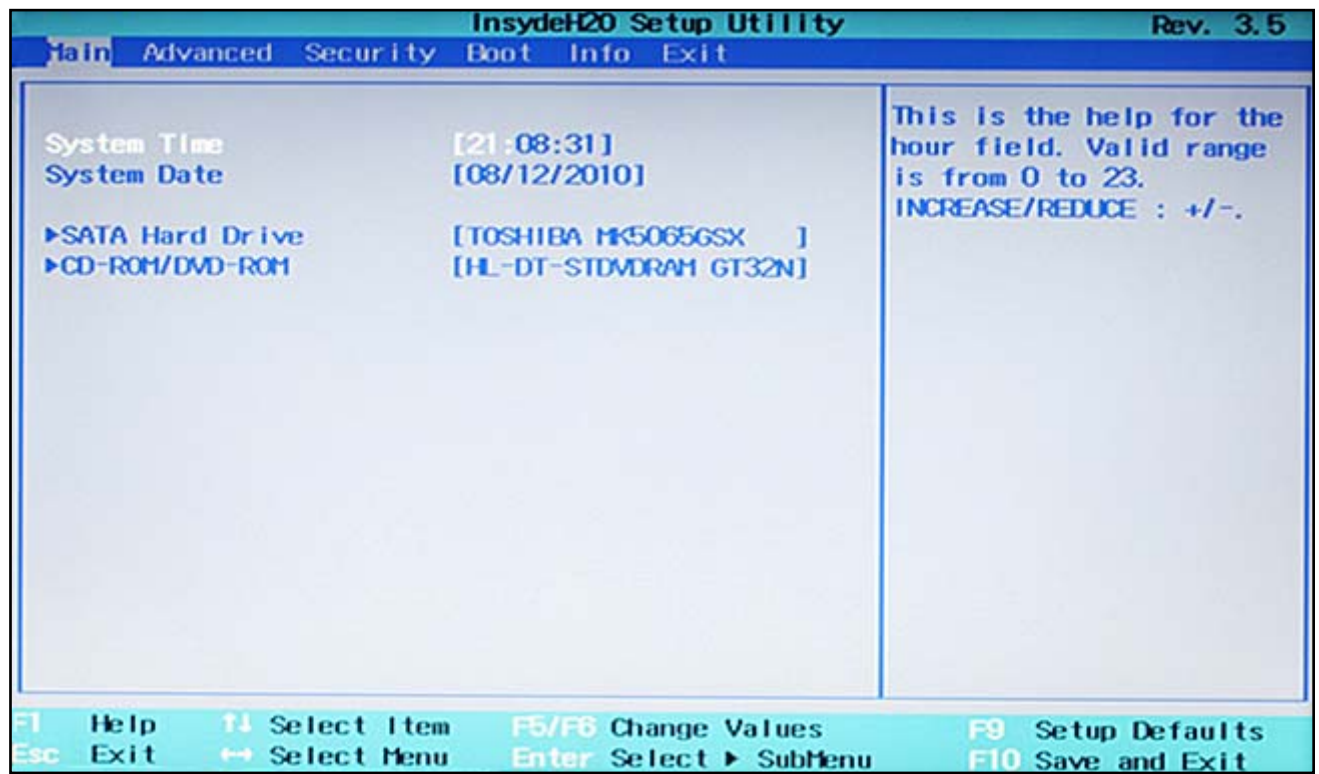 InsydeH20 Setup Utility Rev. 3.5
Main Advanced Security Boot Info Exit
System Time [21:08:31]
System Date [08/12/2010]
▶SATA Hard Drive [TOSHIBA MK5065GSX ]
▶CD-ROM/DVD-ROM [HL-DT-STDVDRAM GT32N]
This is the help for the
hour field. Valid range
is from 0 to 23.
INCREASE/REDUCE : +/-.
F1 Help ↑↓ Select Item F5/F6 Change Values F9 Setup Defaults
Esc Exit ↔ Select Menu Enter Select ▶ SubMenu F10 Save and Exit